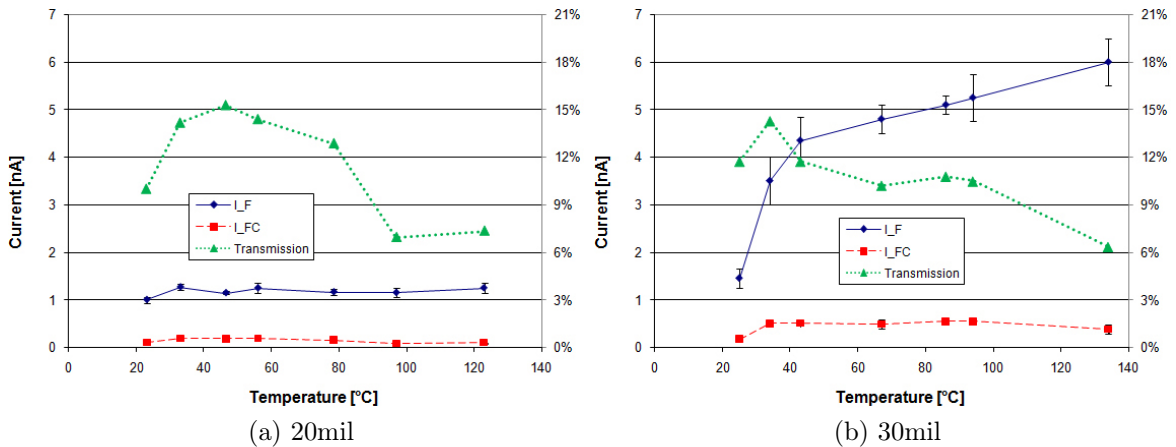 7
6
5
4
3
2
1
0
Current [nA]
21%
18%
15%
12%
9%
6%
3%
0%
I_F
I_FC
Transmission
0 20 40 60 80 100 120 140
Temperature [°C]
(a) 20mil
7
6
5
4
3
2
1
0
Current [nA]
21%
18%
15%
12%
9%
6%
3%
0%
I_F
I_FC
Transmission
0 20 40 60 80 100 120 140
Temperature [°C]
(b) 30mil